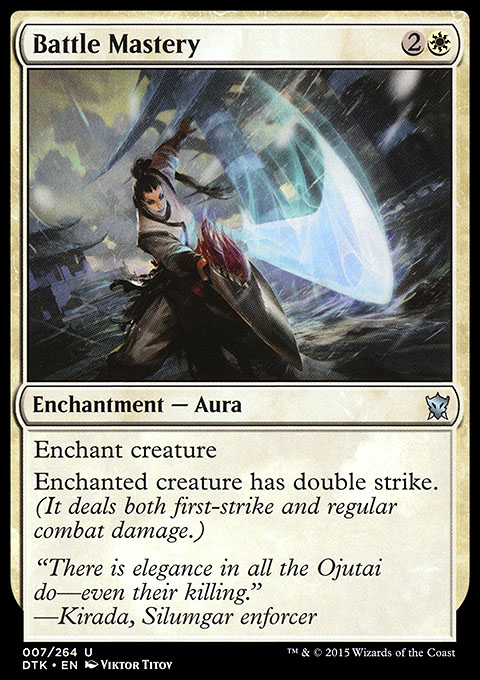 Battle Mastery 2
Enchantment — Aura
Enchant creature
Enchanted creature has double strike.
(It deals both first-strike and regular
combat damage.)
“There is elegance in all the Ojutai
do—even their killing.”
—Kirada, Silumgar enforcer
007/264 U
DTK • EN Viktor Titov
™ & © 2015 Wizards of the Coast